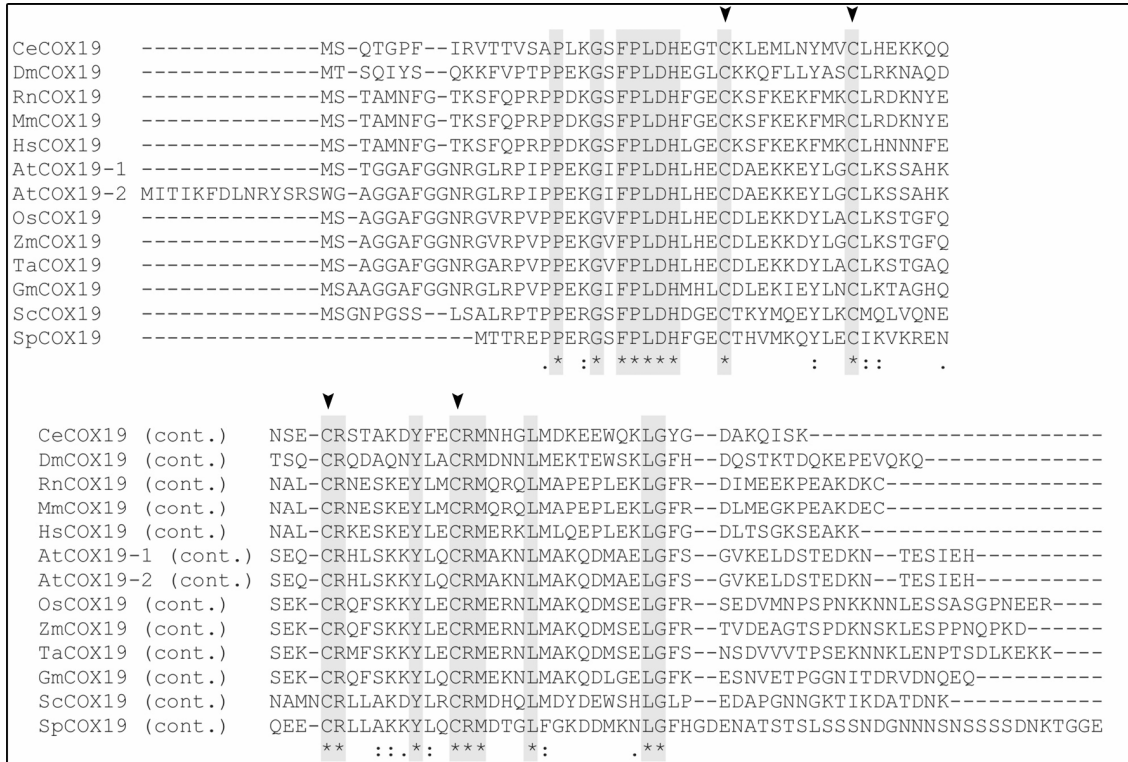 CeCOX19 ----------------MS-QTGPF--IRVTTVSAPLKGSFPLDHEGTCKLEMLNYMVCLHEKKQQ
DmCOX19 ----------------MT-SQIYS--QKKFVPTPPEKGSFPLDHEGLCKKQFLLYASCLRKNAQD
RnCOX19 ----------------MS-TAMNFG-TKSFQPRPPDKGSFPLDHFGECKSFKEKFMKCLRDKNYE
MmCOX19 ----------------MS-TAMNFG-TKSFQPRPPDKGSFPLDHFGECKSFKEKFMRCLRDKNYE
HsCOX19 ----------------MS-TAMNFG-TKSFQPRPPDKGSFPLDHLGECKSFKEKFMKCLHNNNFE
AtCOX19-1 ----------------MS-TGGAFGGNRGLRPIPPEKGIFPLDHLHECDAEKKEYLGCLKSSAHK
AtCOX19-2 MITIKFDLNRYSRSWG-AGGAFGGNRGLRPIPPEKGIFPLDHLHECDAEKKEYLGCLKSSAHK
OsCOX19 ----------------MS-AGGAFGGNRGVRPVPPEKGVFPLDHLHECDLEKKDYLACLKSTGFQ
ZmCOX19 ----------------MS-AGGAFGGNRGVRPVPPEKGVFPLDHLHECDLEKKDYLGCLKSTGFQ
TaCOX19 ----------------MS-AGGAFGGNRGARPVPPEKGVFPLDHLHECDLEKKDYLACLKSTGAQ
GmCOX19 ----------------MSAAGGAFGGNRGLRPVPPEKGIFPLDHMHLCDLEKIEYLNCLKTAGHQ
ScCOX19 ----------------MSGNPGSS--LSALRPTPPERGSFPLDHDGECTKYMQEYLKCMQLVQNE
SpCOX19 ------------------------------MTTREPPERGSFPLDHFGECTHVMKQYLECIKVKREN
.* :* ***** * : *:: .
CeCOX19 (cont.) NSE-CRSTAKDYFECRMNHGLMDKEEWQKLGYG--DAKQISK--------------------------
DmCOX19 (cont.) TSQ-CRQDAQNYLACRMDNNLMEKTEWSKLGFH--DQSTKTDQKEPEVQKQ----------------
RnCOX19 (cont.) NAL-CRNESKEYLMCRMQRQLMAPEPLEKLGFR--DIMEEKPEAKDKC-------------------
MmCOX19 (cont.) NAL-CRNESKEYLMCRMQRQLMAPEPLEKLGFR--DLMEGKPEAKDEC-------------------
HsCOX19 (cont.) NAL-CRKESKEYLECRMERKLMLQEPLEKLGFG--DLTSGKSEAKK---------------------
AtCOX19-1 (cont.) SEQ-CRHLSKKYLQCRMAKNLMAKQDMAELGFS--GVKELDSTEDKN--TESIEH-----------
AtCOX19-2 (cont.) SEQ-CRHLSKKYLQCRMAKNLMAKQDMAELGFS--GVKELDSTEDKN--TESIEH-----------
OsCOX19 (cont.) SEK-CRQFSKKYLECRMERNLMAKQDMSELGFR--SEDVMNPSPNKKNNLESSASGPNEER----
ZmCOX19 (cont.) SEK-CRQFSKKYLECRMERNLMAKQDMSELGFR--TVDEAGTSPDKNSKLESPPNQPKD------
TaCOX19 (cont.) SEK-CRMFSKKYLECRMERNLMAKQDMSELGFS--NSDVVVTPSEKNNKLENPTSDLKEKK----
GmCOX19 (cont.) SEK-CRQFSKKYLQCRMEKNLMAKQDLGELGFK--ESNVETPGGNITDRVDNQEQ-----------
ScCOX19 (cont.) NAMNCRLLAKDYLRCRMDHQLMDYDEWSHLGLP--EDAPGNNGKTIKDATDNK-------------
SpCOX19 (cont.) QEE-CRLLAKKYLQCRMDTGLFGKDDMKNLGFHGDENATSTSLSSSNDGNNNSNSSSSDNKTGGE
** ::.*: *** *: .**